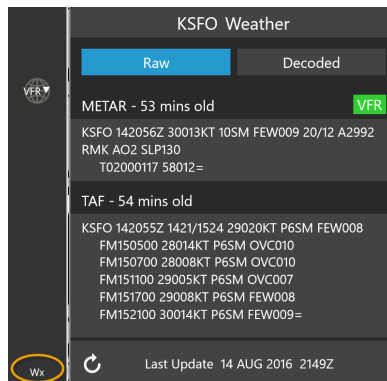 KSFO Weather
Raw Decoded
VFR
METAR - 53 mins old VFR
KSFO 142056Z 30013KT 10SM FEW009 20/12 A2992
RMK AO2 SLP130
T02000117 58012=
TAF - 54 mins old
KSFO 142055Z 1421/1524 29020KT P6SM FEW008
FM150500 28014KT P6SM OVC010
FM150700 28008KT P6SM OVC010
FM151100 29005KT P6SM OVC007
FM151700 29008KT P6SM FEW008
FM152100 30014KT P6SM FEW009=
Wx
Last Update 14 AUG 2016 2149Z